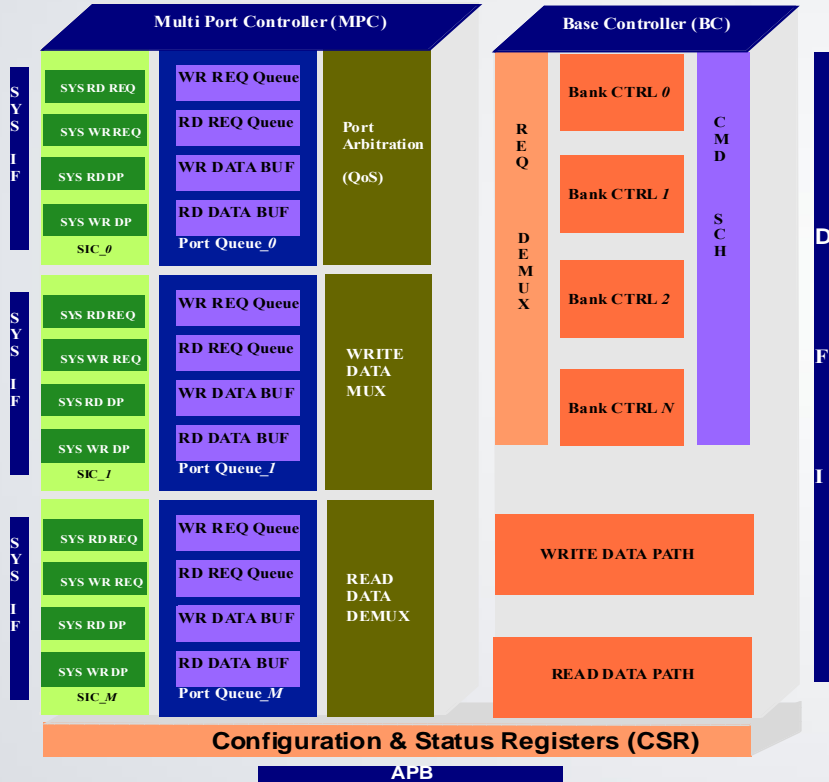 Multi Port Controller (MPC)
Base Controller (BC)
SYS IF
SYS RD REQ
SYS WR REQ
SYS RD DP
SYS WR DP
SIC_0
WR REQ Queue
RD REQ Queue
WR DATA BUF
RD DATA BUF
Port Queue_0
Port
Arbitration
(QoS)
SYS IF
SYS RD REQ
SYS WR REQ
SYS RD DP
SYS WR DP
SIC_1
WR REQ Queue
RD REQ Queue
WR DATA BUF
RD DATA BUF
Port Queue_1
WRITE
DATA
MUX
SYS IF
SYS RD REQ
SYS WR REQ
SYS RD DP
SYS WR DP
SIC_M
WR REQ Queue
RD REQ Queue
WR DATA BUF
RD DATA BUF
Port Queue_M
READ
DATA
DEMUX
REQ DEMUX
Bank CTRL 0
Bank CTRL 1
Bank CTRL 2
Bank CTRL N
CMD SCH
WRITE DATA PATH
READ DATA PATH
DFI
Configuration & Status Registers (CSR)
APB